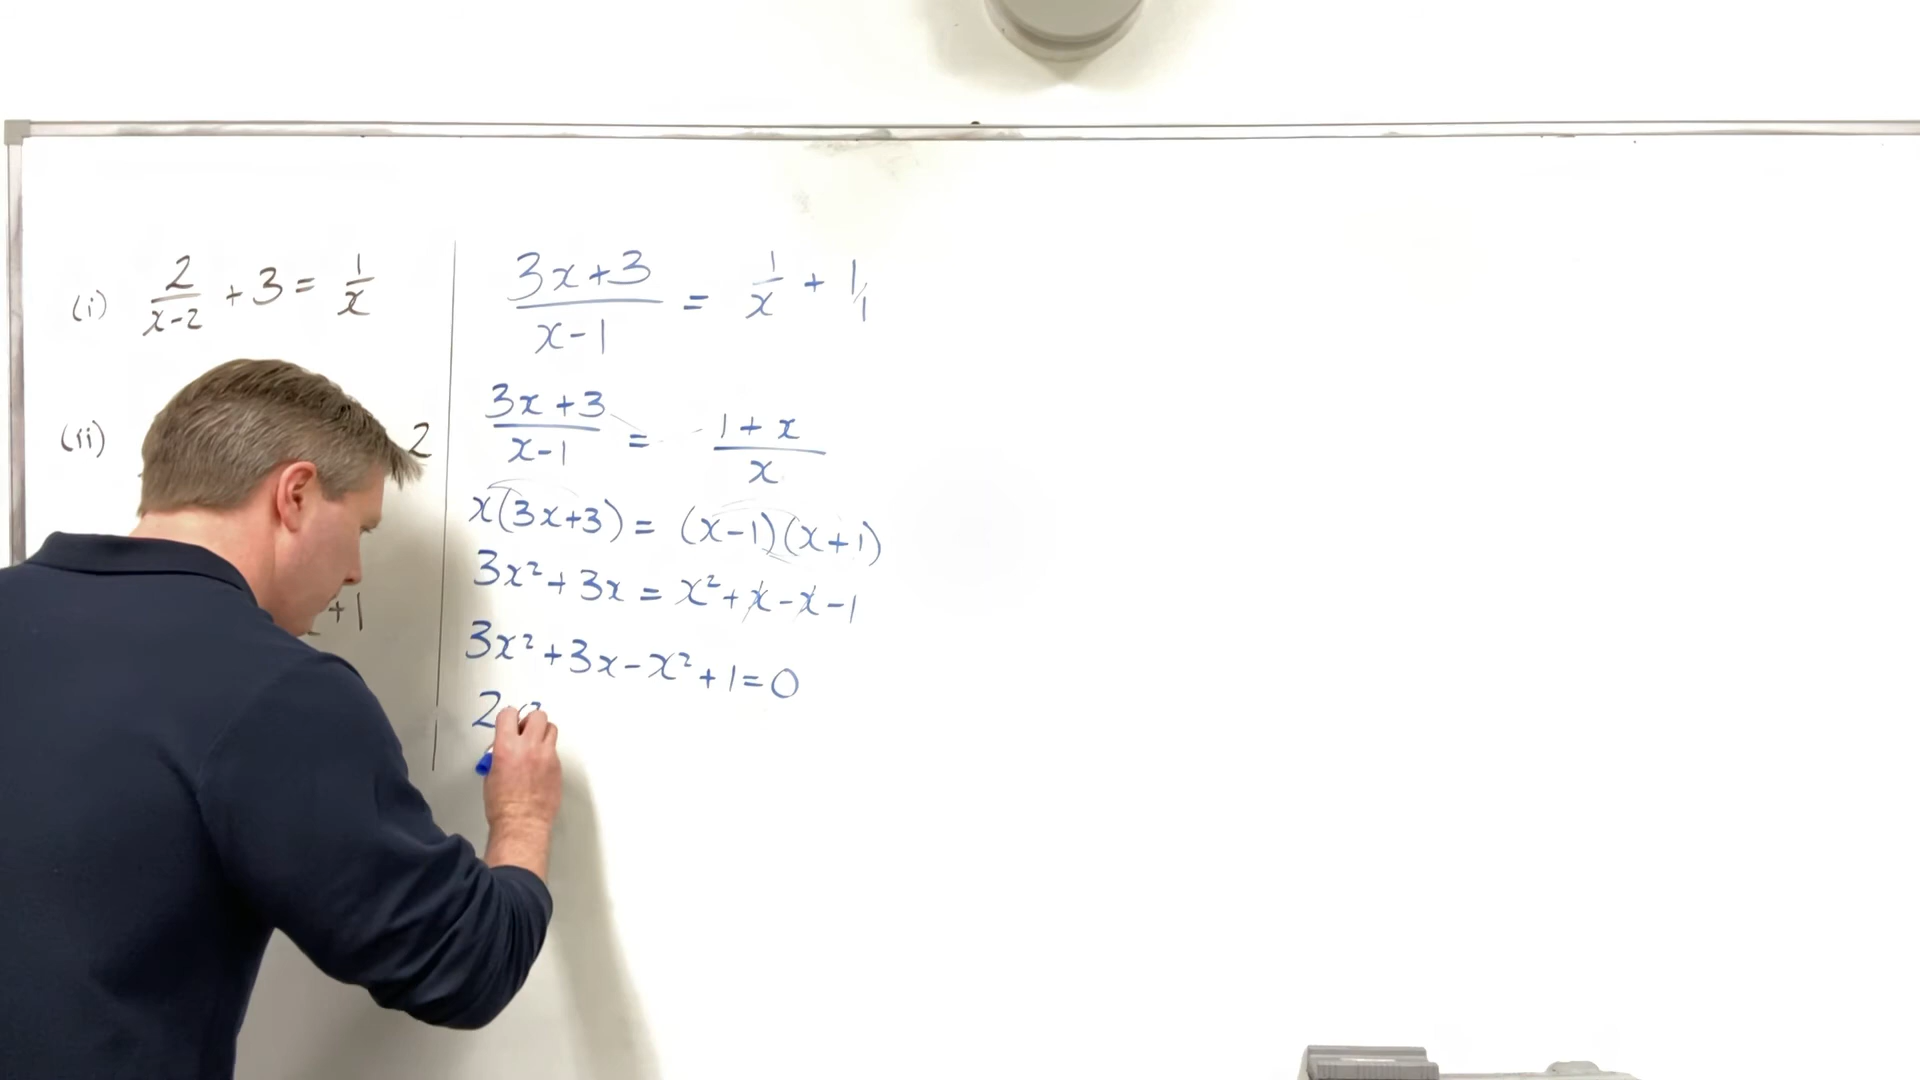 (i) 2/(x-2) + 3 = 1/x
(ii) 2
+1
(3x+3)/(x-1) = 1/x + 1/1
(3x+3)/(x-1) = (1+x)/x
x(3x+3) = (x-1)(x+1)
3x² + 3x = x² + x - x - 1
3x² + 3x - x² + 1 = 0
2